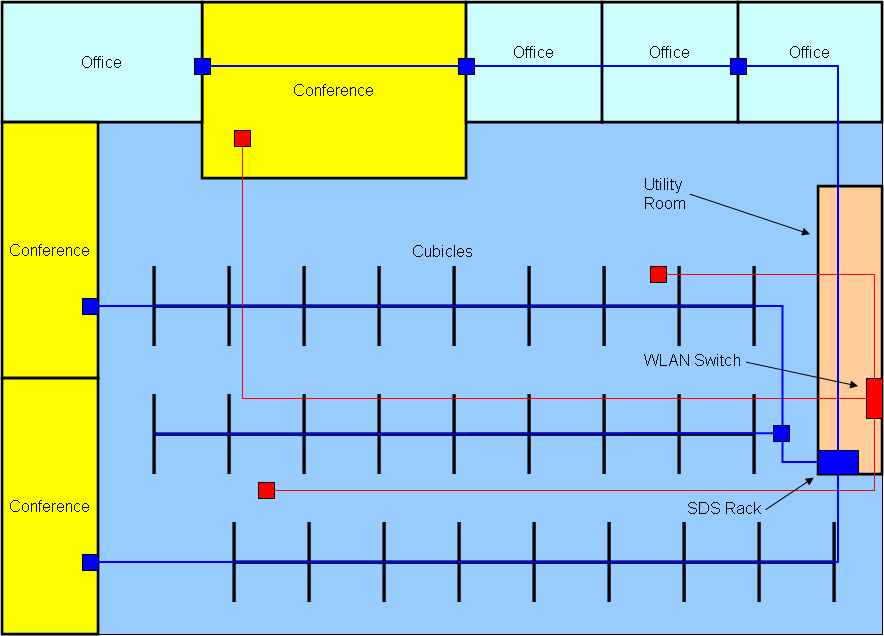 Office
Conference
Office
Office
Office
Utility
Room
Conference
Cubicles
WLAN Switch
Conference
SDS Rack